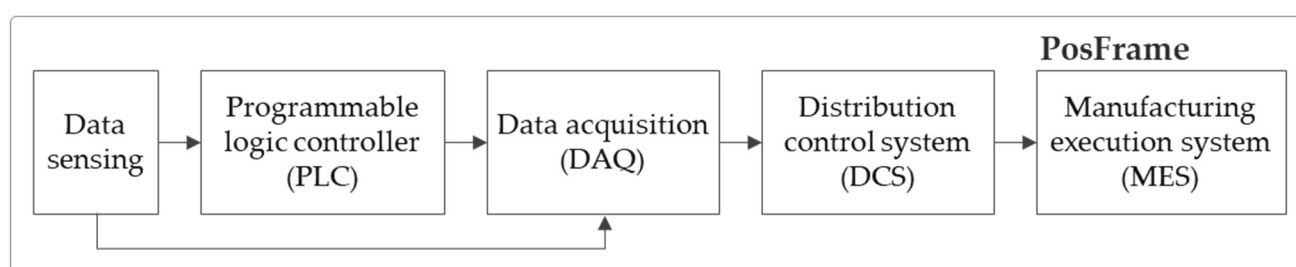 PosFrame
Data
sensing
Programmable
logic controller
(PLC)
Data acquisition
(DAQ)
Distribution
control system
(DCS)
Manufacturing
execution system
(MES)